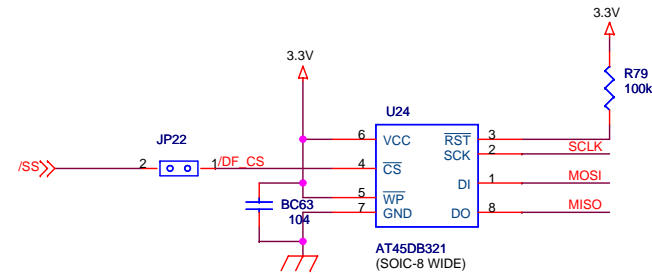 3.3V
R79
100k
3.3V
U24
JP22
6
VCC
RST
3
SCK
2
SCLK
/SS
2
1
/DF_CS
4
CS
DI
1
MOSI
5
WP
BC63
104
7
GND
DO
8
MISO
AT45DB321
(SOIC-8 WIDE)